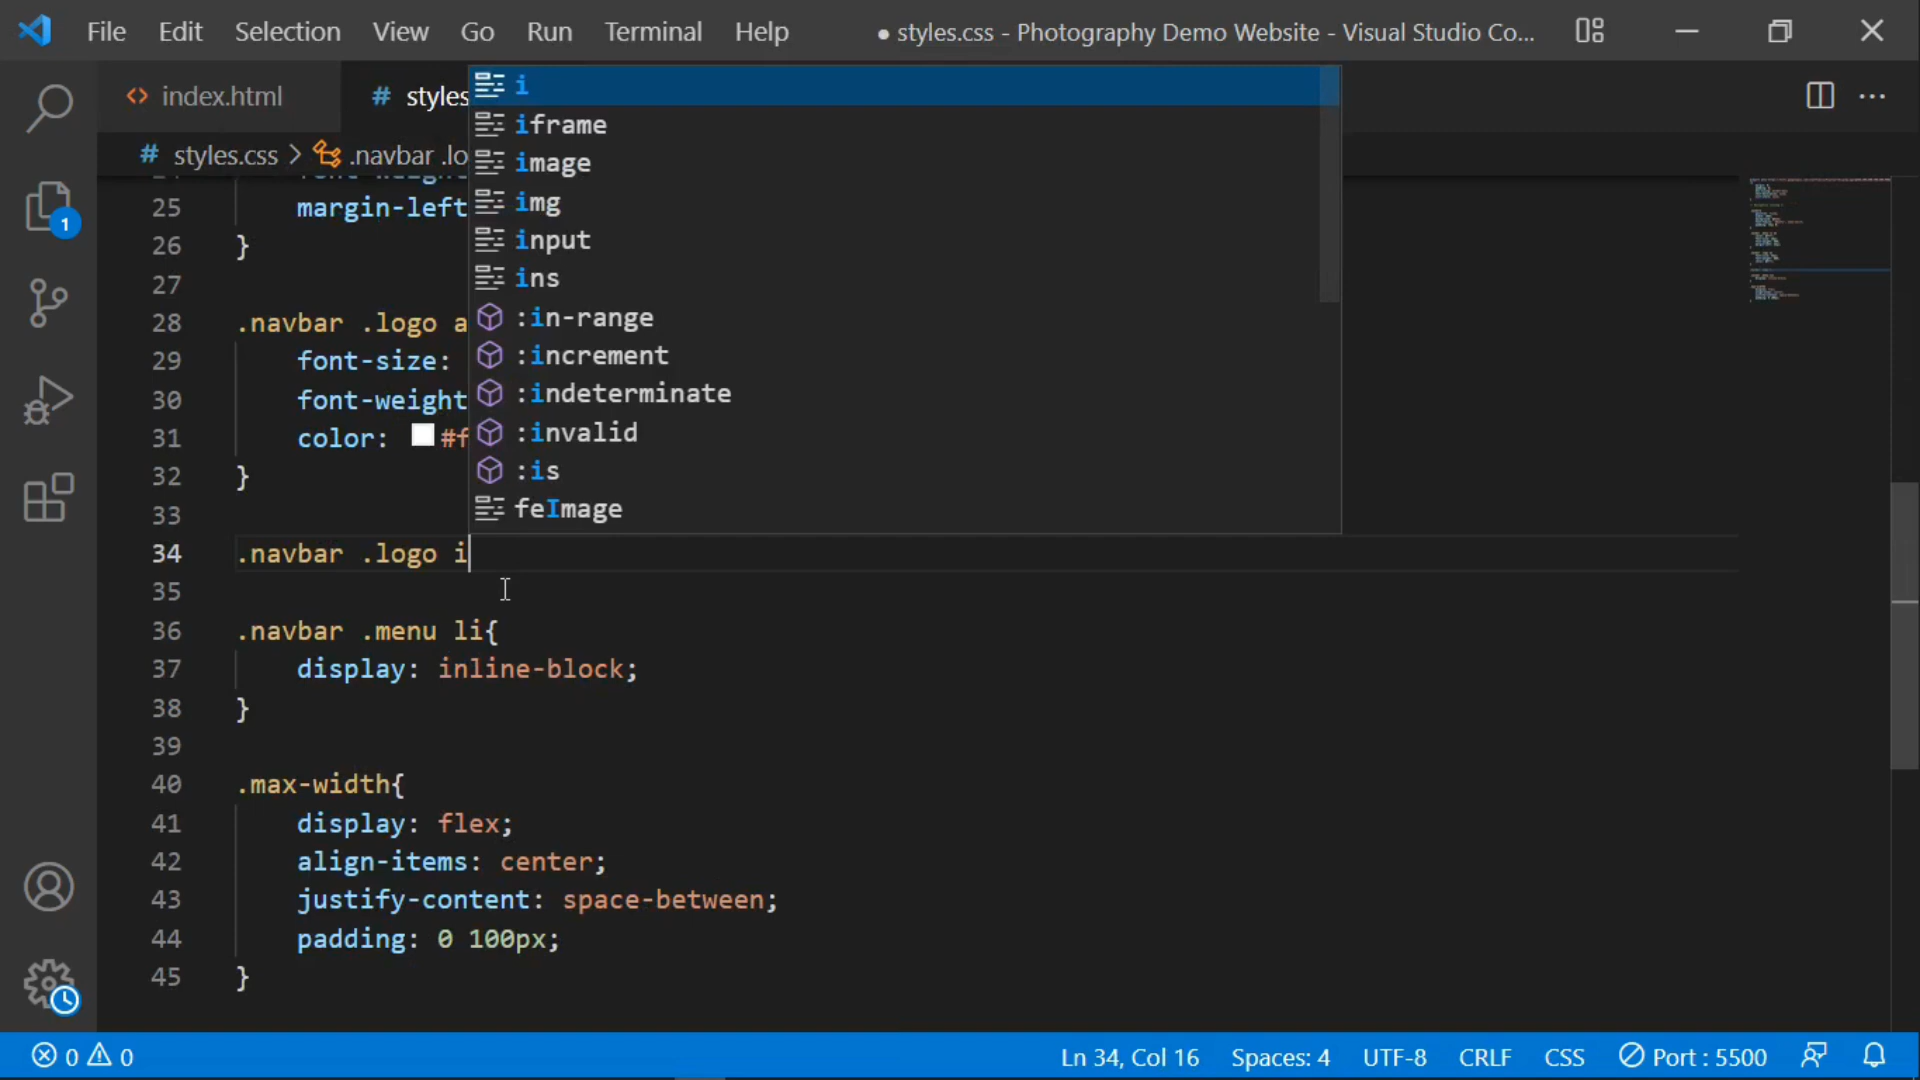 File Edit Selection View Go Run Terminal Help ● styles.css - Photography Demo Website - Visual Studio Co...
<> index.html # styles
# styles.css > .navbar .lo
i
iframe
image
img
input
ins
:in-range
:increment
:indeterminate
:invalid
:is
feImage
1
25 margin-left
26 }
27
28 .navbar .logo a
29 font-size:
30 font-weight
31 color: #f
32 }
33
34 .navbar .logo i
35
36 .navbar .menu li{
37 display: inline-block;
38 }
39
40 .max-width{
41 display: flex;
42 align-items: center;
43 justify-content: space-between;
44 padding: 0 100px;
45 }
0 0 Ln 34, Col 16 Spaces: 4 UTF-8 CRLF CSS Port : 5500